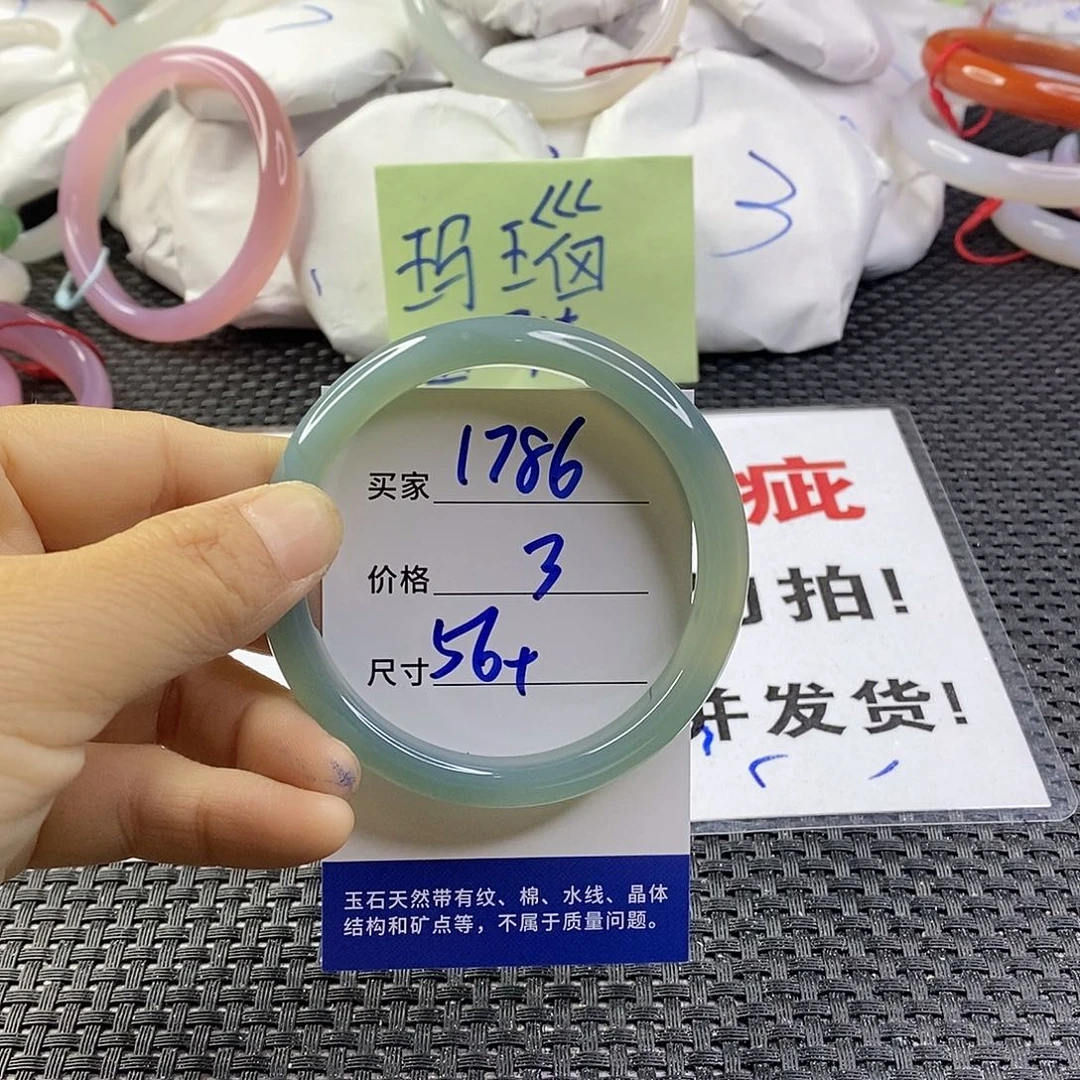 3
玛瑙
买家 1786
价格 3
尺寸 56+
疵
拍！
并发货！
玉石天然带有纹、棉、水线、晶体
结构和矿点等，不属于质量问题。